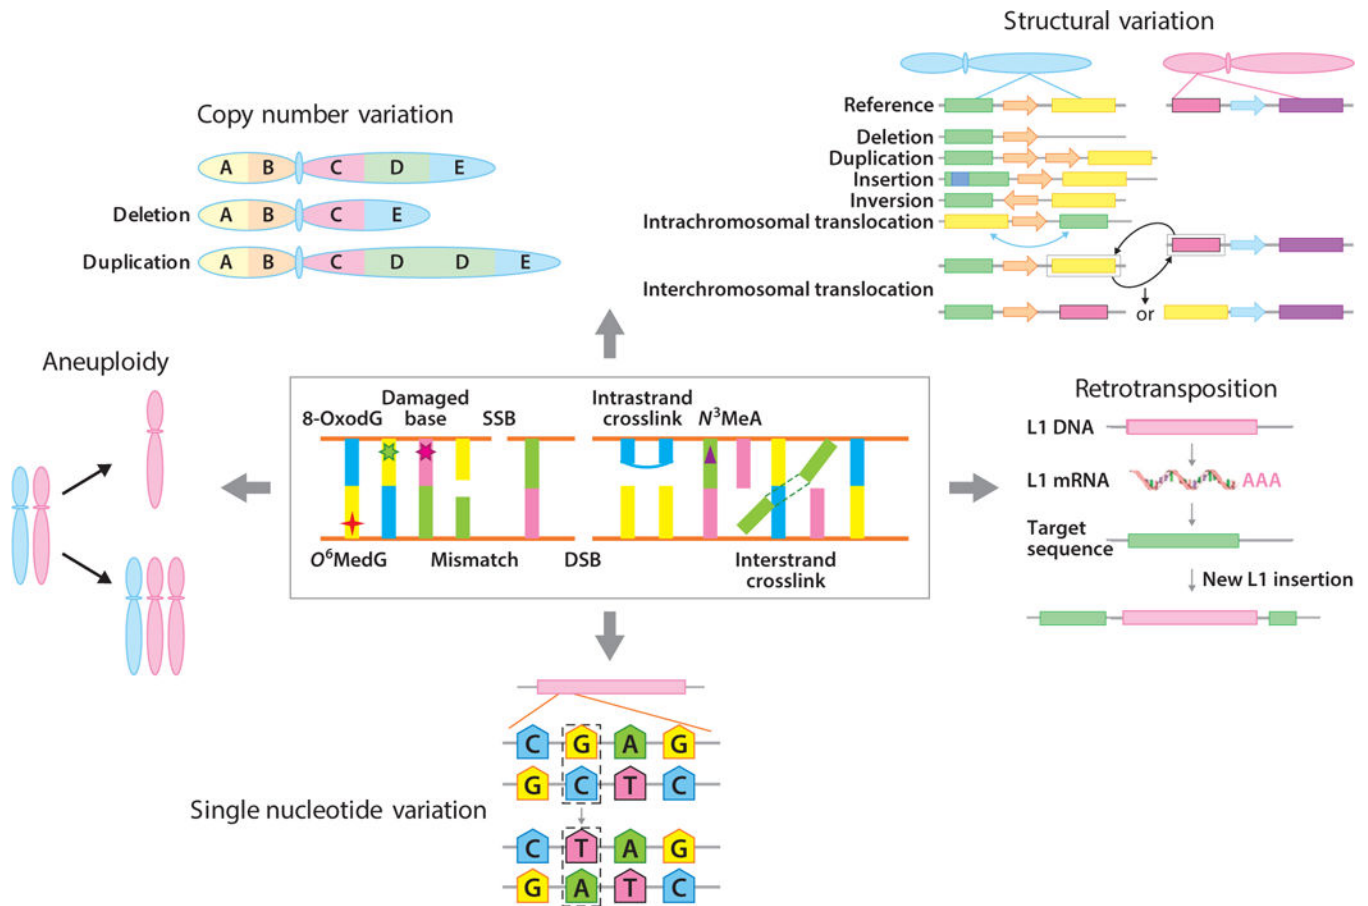 Structural variation
Reference
Deletion
Duplication
Insertion
Inversion
Intrachromosomal translocation
Interchromosomal translocation
or
Copy number variation
A B C D E
Deletion A B C E
Duplication A B C D D E
Aneuploidy
Damaged
8-OxodG base SSB
Intrastrand
crosslink N³MeA
O⁶MedG Mismatch DSB
Interstrand
crosslink
Retrotransposition
L1 DNA
L1 mRNA AAA
Target
sequence
New L1 insertion
Single nucleotide variation
C G A G
G C T C
C T A G
G A T C